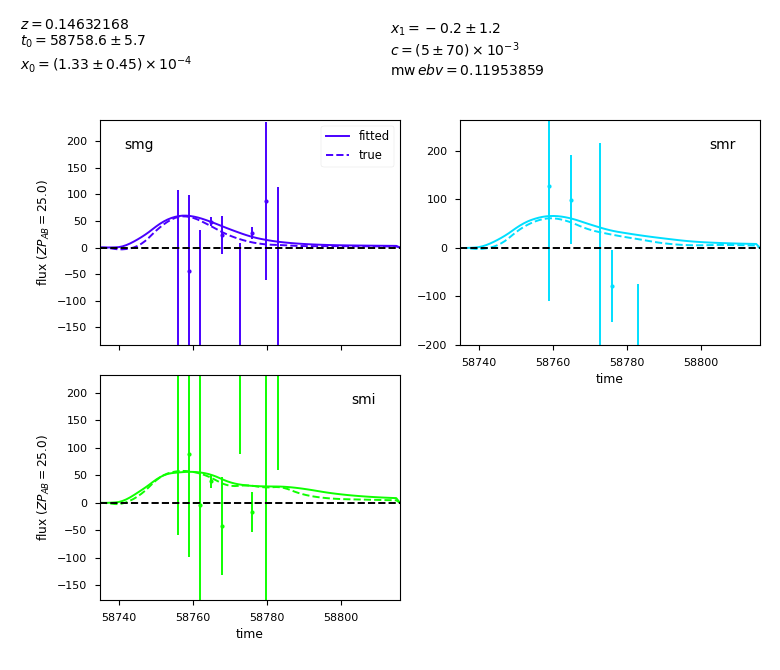 z = 0.14632168
t₀ = 58758.6 ± 5.7
x₀ = (1.33 ± 0.45) × 10⁻⁴
x₁ = −0.2 ± 1.2
c = (5 ± 70) × 10⁻³
mw ebv = 0.11953859
smg
fitted
true
200
150
100
50
0
−50
−100
−150
flux (ZP_AB = 25.0)
smr
200
100
0
−100
−200
58740 58760 58780 58800
time
smi
200
150
100
50
0
−50
−100
−150
flux (ZP_AB = 25.0)
58740 58760 58780 58800
time